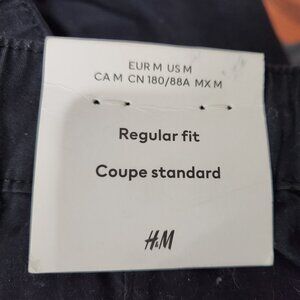 EUR M US M
CA M CN 180/88A MX M
Regular fit
Coupe standard
H&M